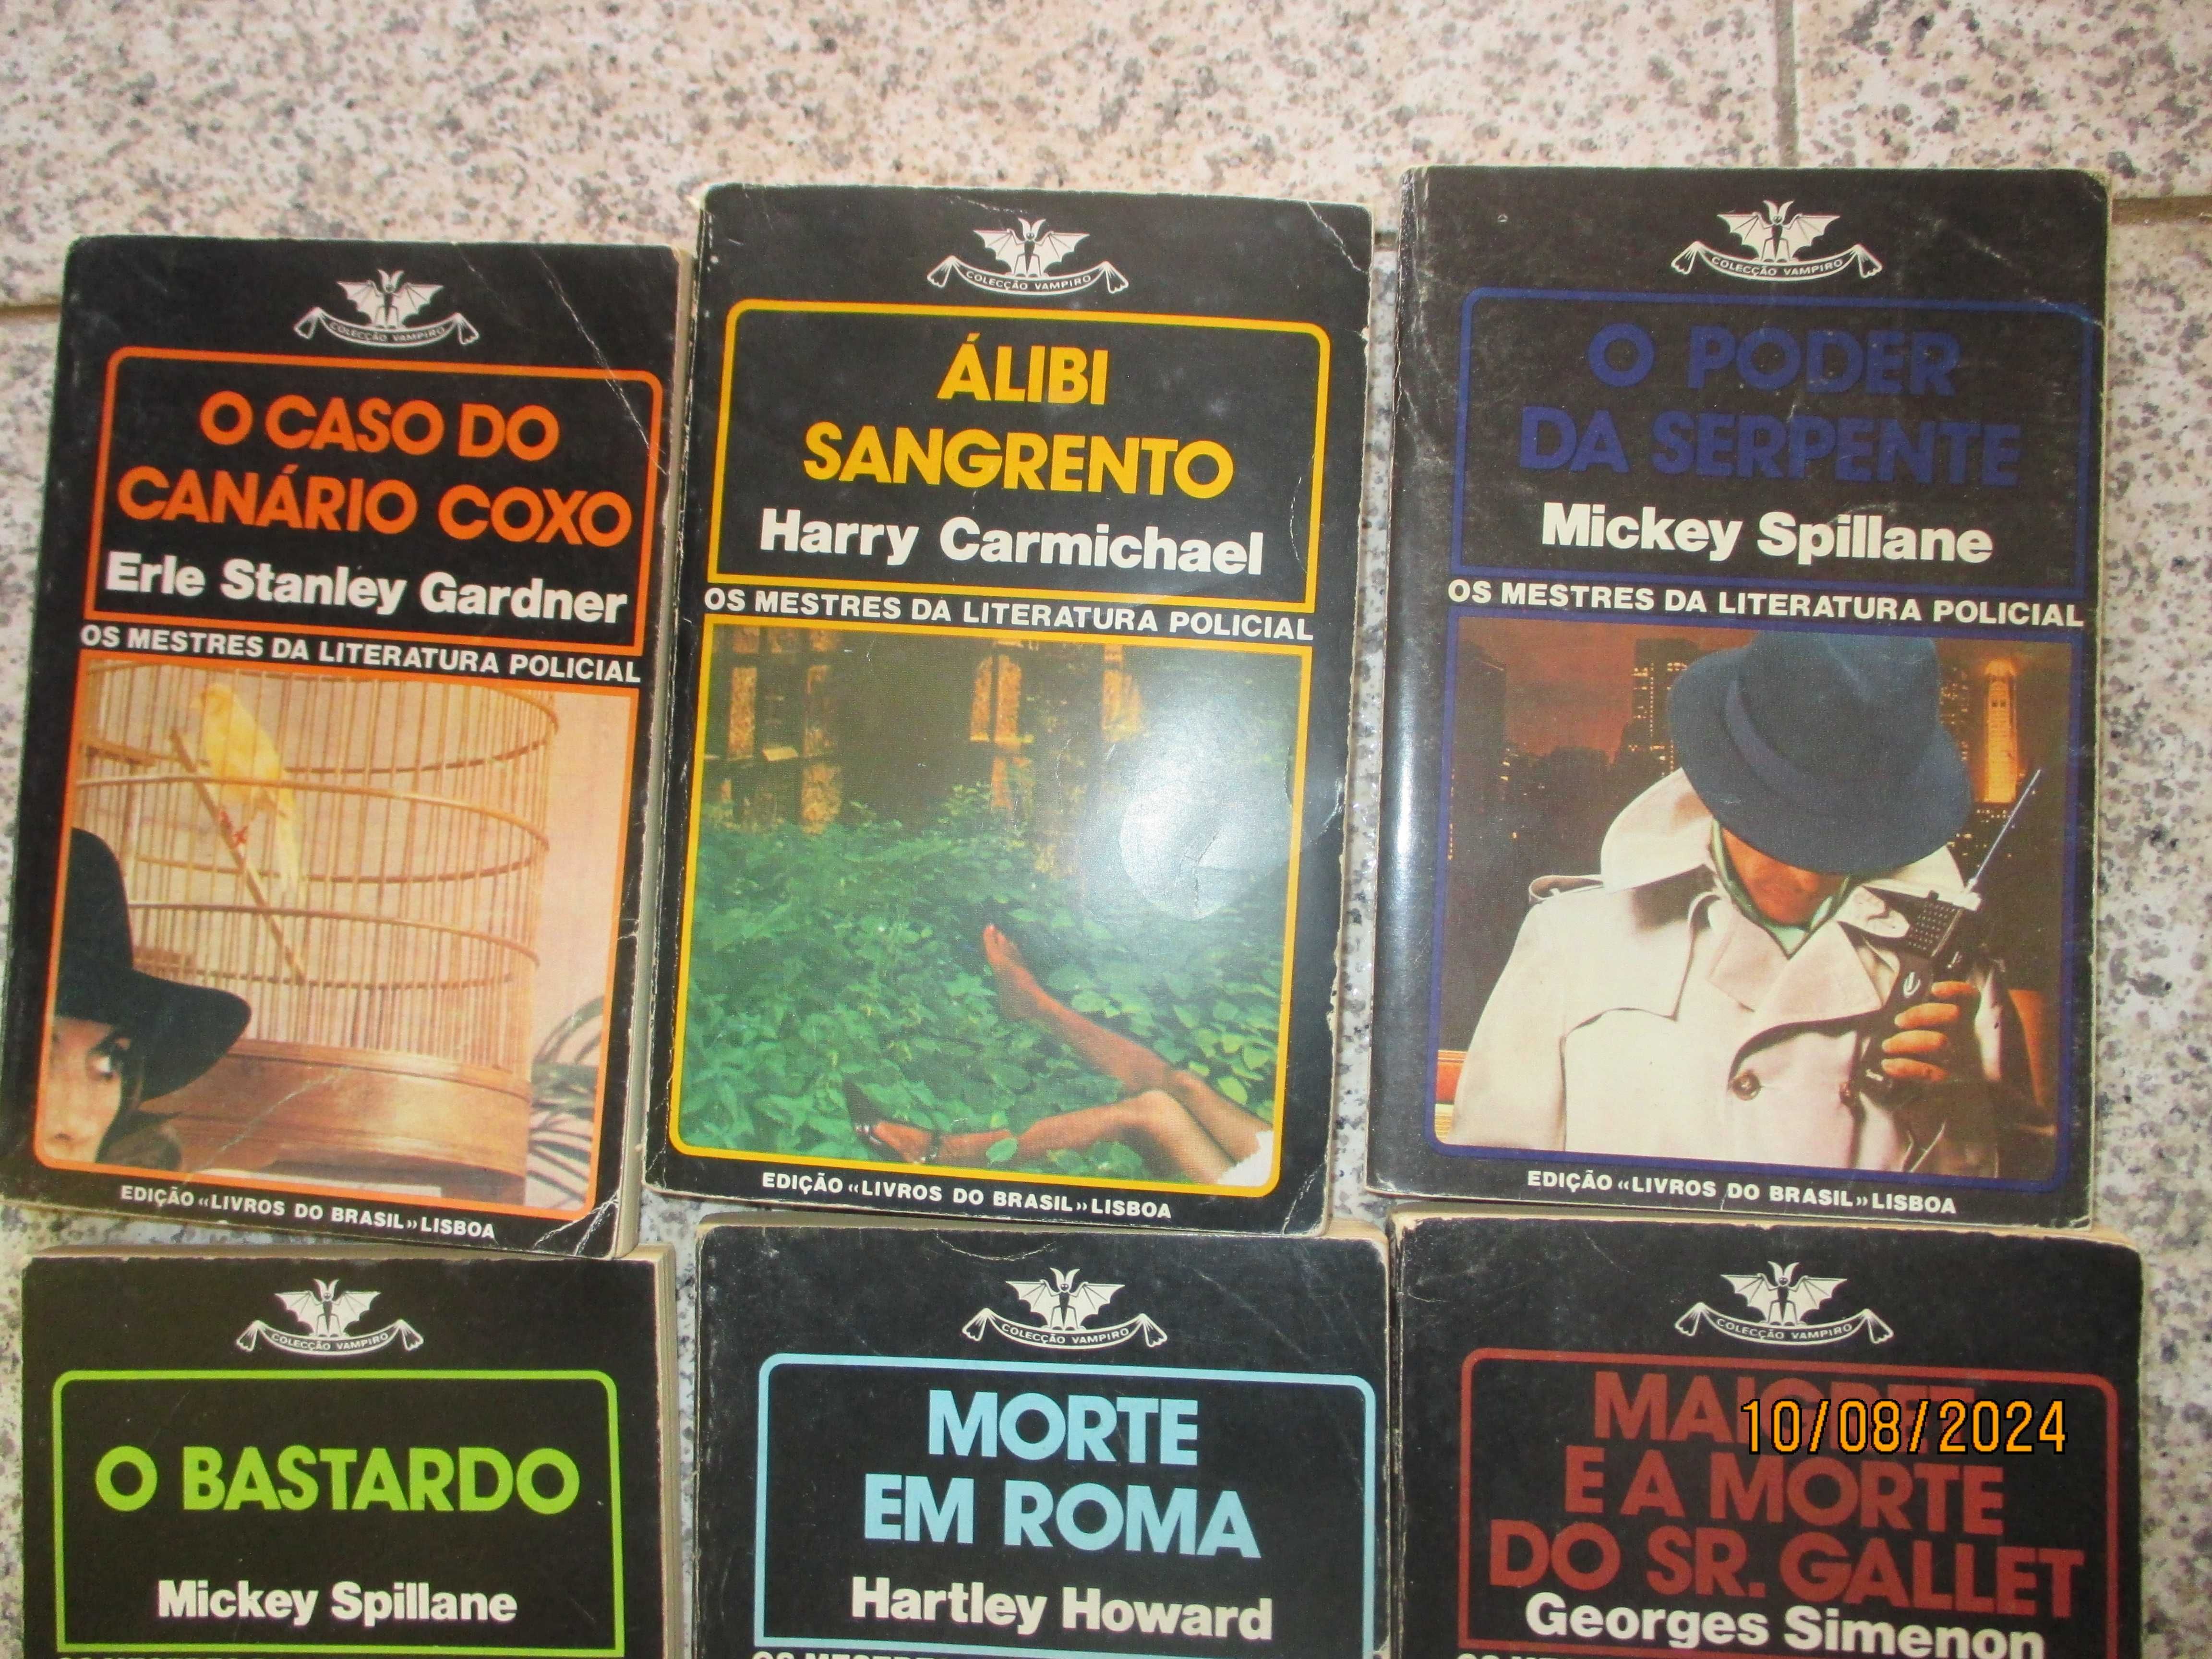 COLECÇÃO VAMPIRO
O CASO DO
CANÁRIO COXO
Erle Stanley Gardner
OS MESTRES DA LITERATURA POLICIAL
EDIÇÃO «LIVROS DO BRASIL» LISBOA
COLECÇÃO VAMPIRO
ÁLIBI
SANGRENTO
Harry Carmichael
OS MESTRES DA LITERATURA POLICIAL
EDIÇÃO «LIVROS DO BRASIL» LISBOA
COLECÇÃO VAMPIRO
O PODER
DA SERPENTE
Mickey Spillane
OS MESTRES DA LITERATURA POLICIAL
EDIÇÃO «LIVROS DO BRASIL» LISBOA
COLECÇÃO VAMPIRO
O BASTARDO
Mickey Spillane
COLECÇÃO VAMPIRO
MORTE
EM ROMA
Hartley Howard
COLECÇÃO VAMPIRO
MAIGRET
E A MORTE
DO SR. GALLET
Georges Simenon
10/08/2024